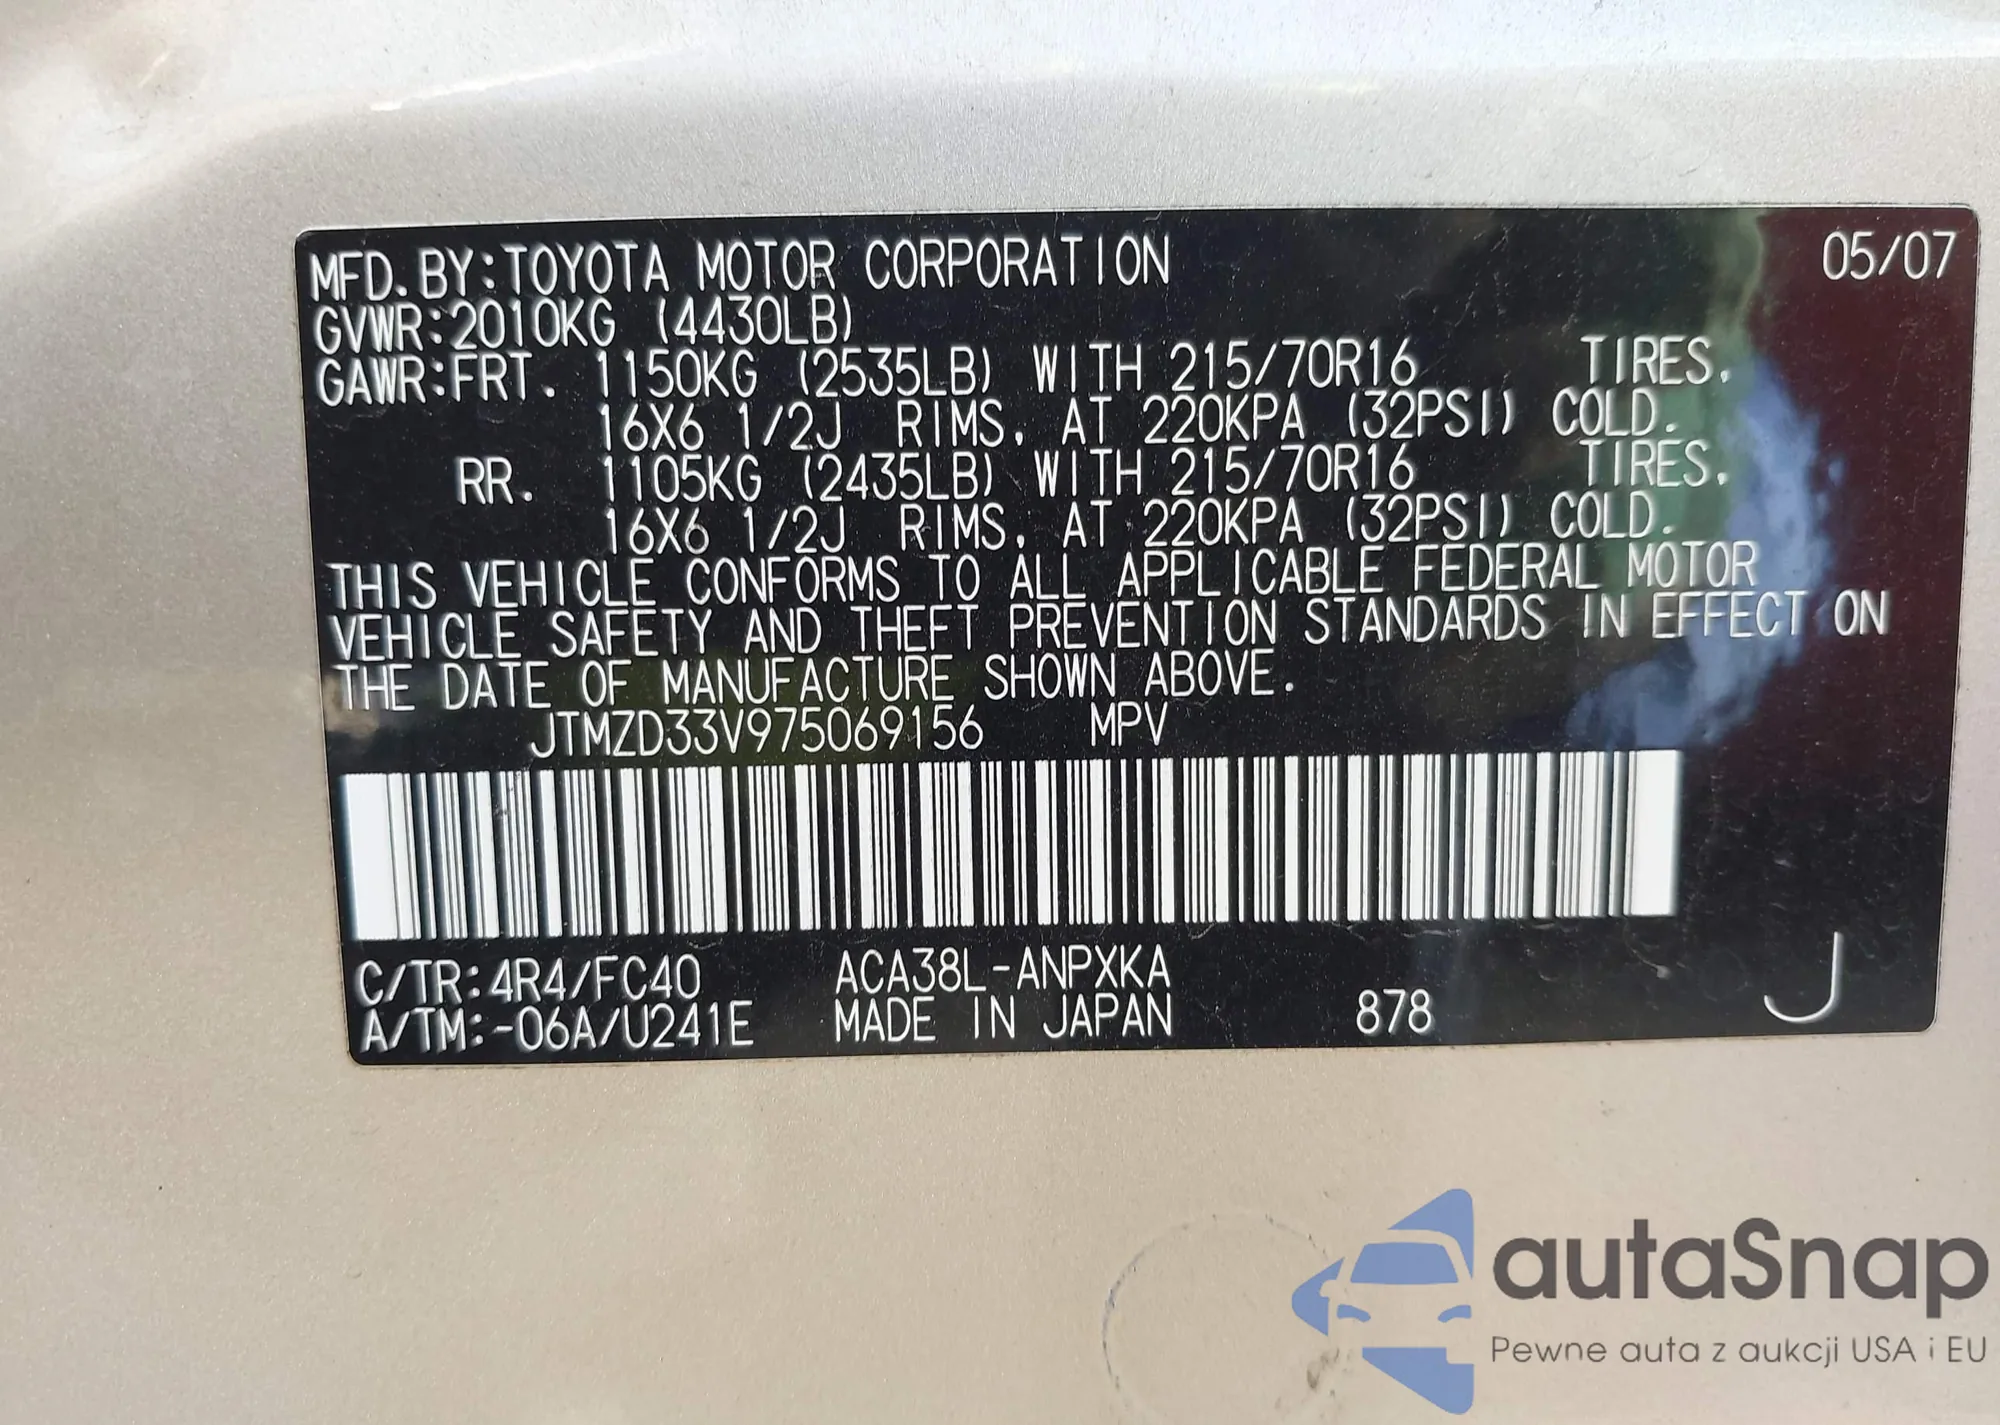 MFD. BY: TOYOTA MOTOR CORPORATION 05/07
GVWR: 2010KG (4430LB)
GAWR: FRT. 1150KG (2535LB) WITH 215/70R16 TIRES,
16X6 1/2J RIMS, AT 220KPA (32PSI) COLD.
RR. 1105KG (2435LB) WITH 215/70R16 TIRES,
16X6 1/2J RIMS, AT 220KPA (32PSI) COLD.
THIS VEHICLE CONFORMS TO ALL APPLICABLE FEDERAL MOTOR
VEHICLE SAFETY AND THEFT PREVENTION STANDARDS IN EFFECT ON
THE DATE OF MANUFACTURE SHOWN ABOVE.
JTMZD33V975069156 MPV
C/TR: 4R4/FC40 ACA38L-ANPXKA
A/TM: -06A/U241E MADE IN JAPAN 878 J
autaSnap
Pewne auta z aukcji USA i EU